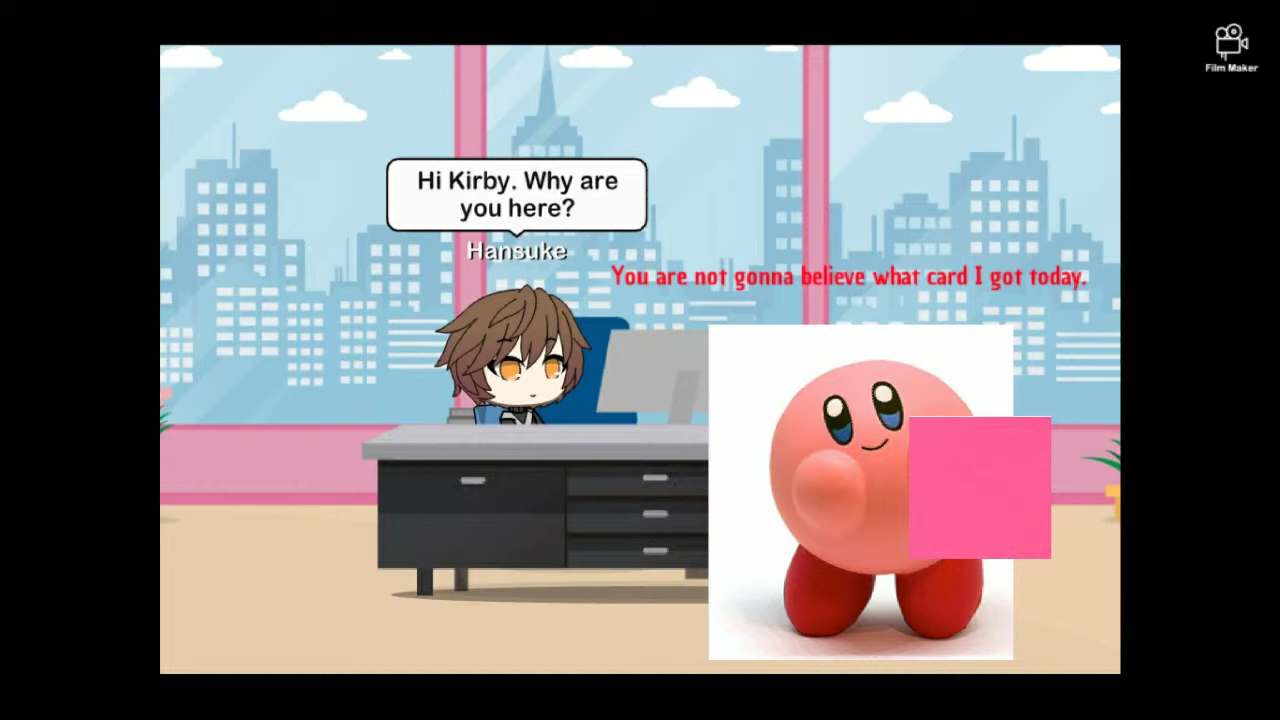 Film Maker
Hi Kirby. Why are
you here?
Hansuke
You are not gonna believe what card I got today.